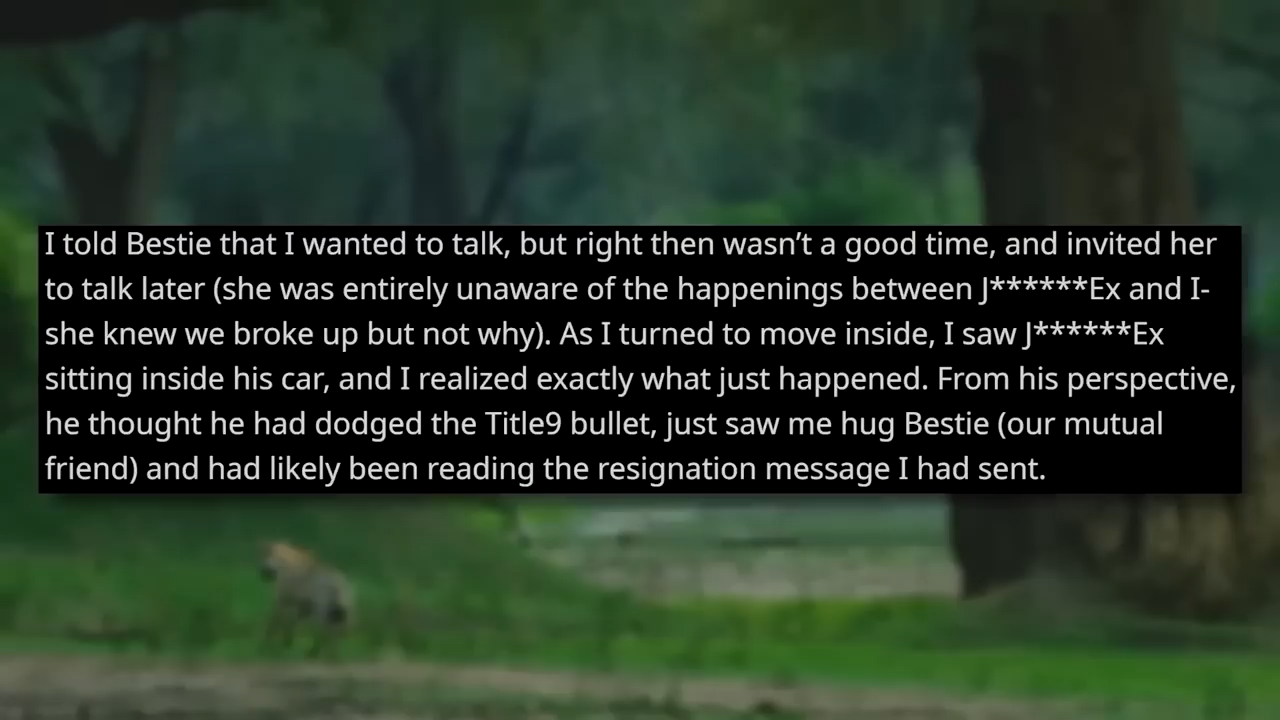 I told Bestie that I wanted to talk, but right then wasn’t a good time, and invited her
to talk later (she was entirely unaware of the happenings between J******Ex and I-
she knew we broke up but not why). As I turned to move inside, I saw J******Ex
sitting inside his car, and I realized exactly what just happened. From his perspective,
he thought he had dodged the Title9 bullet, just saw me hug Bestie (our mutual
friend) and had likely been reading the resignation message I had sent.